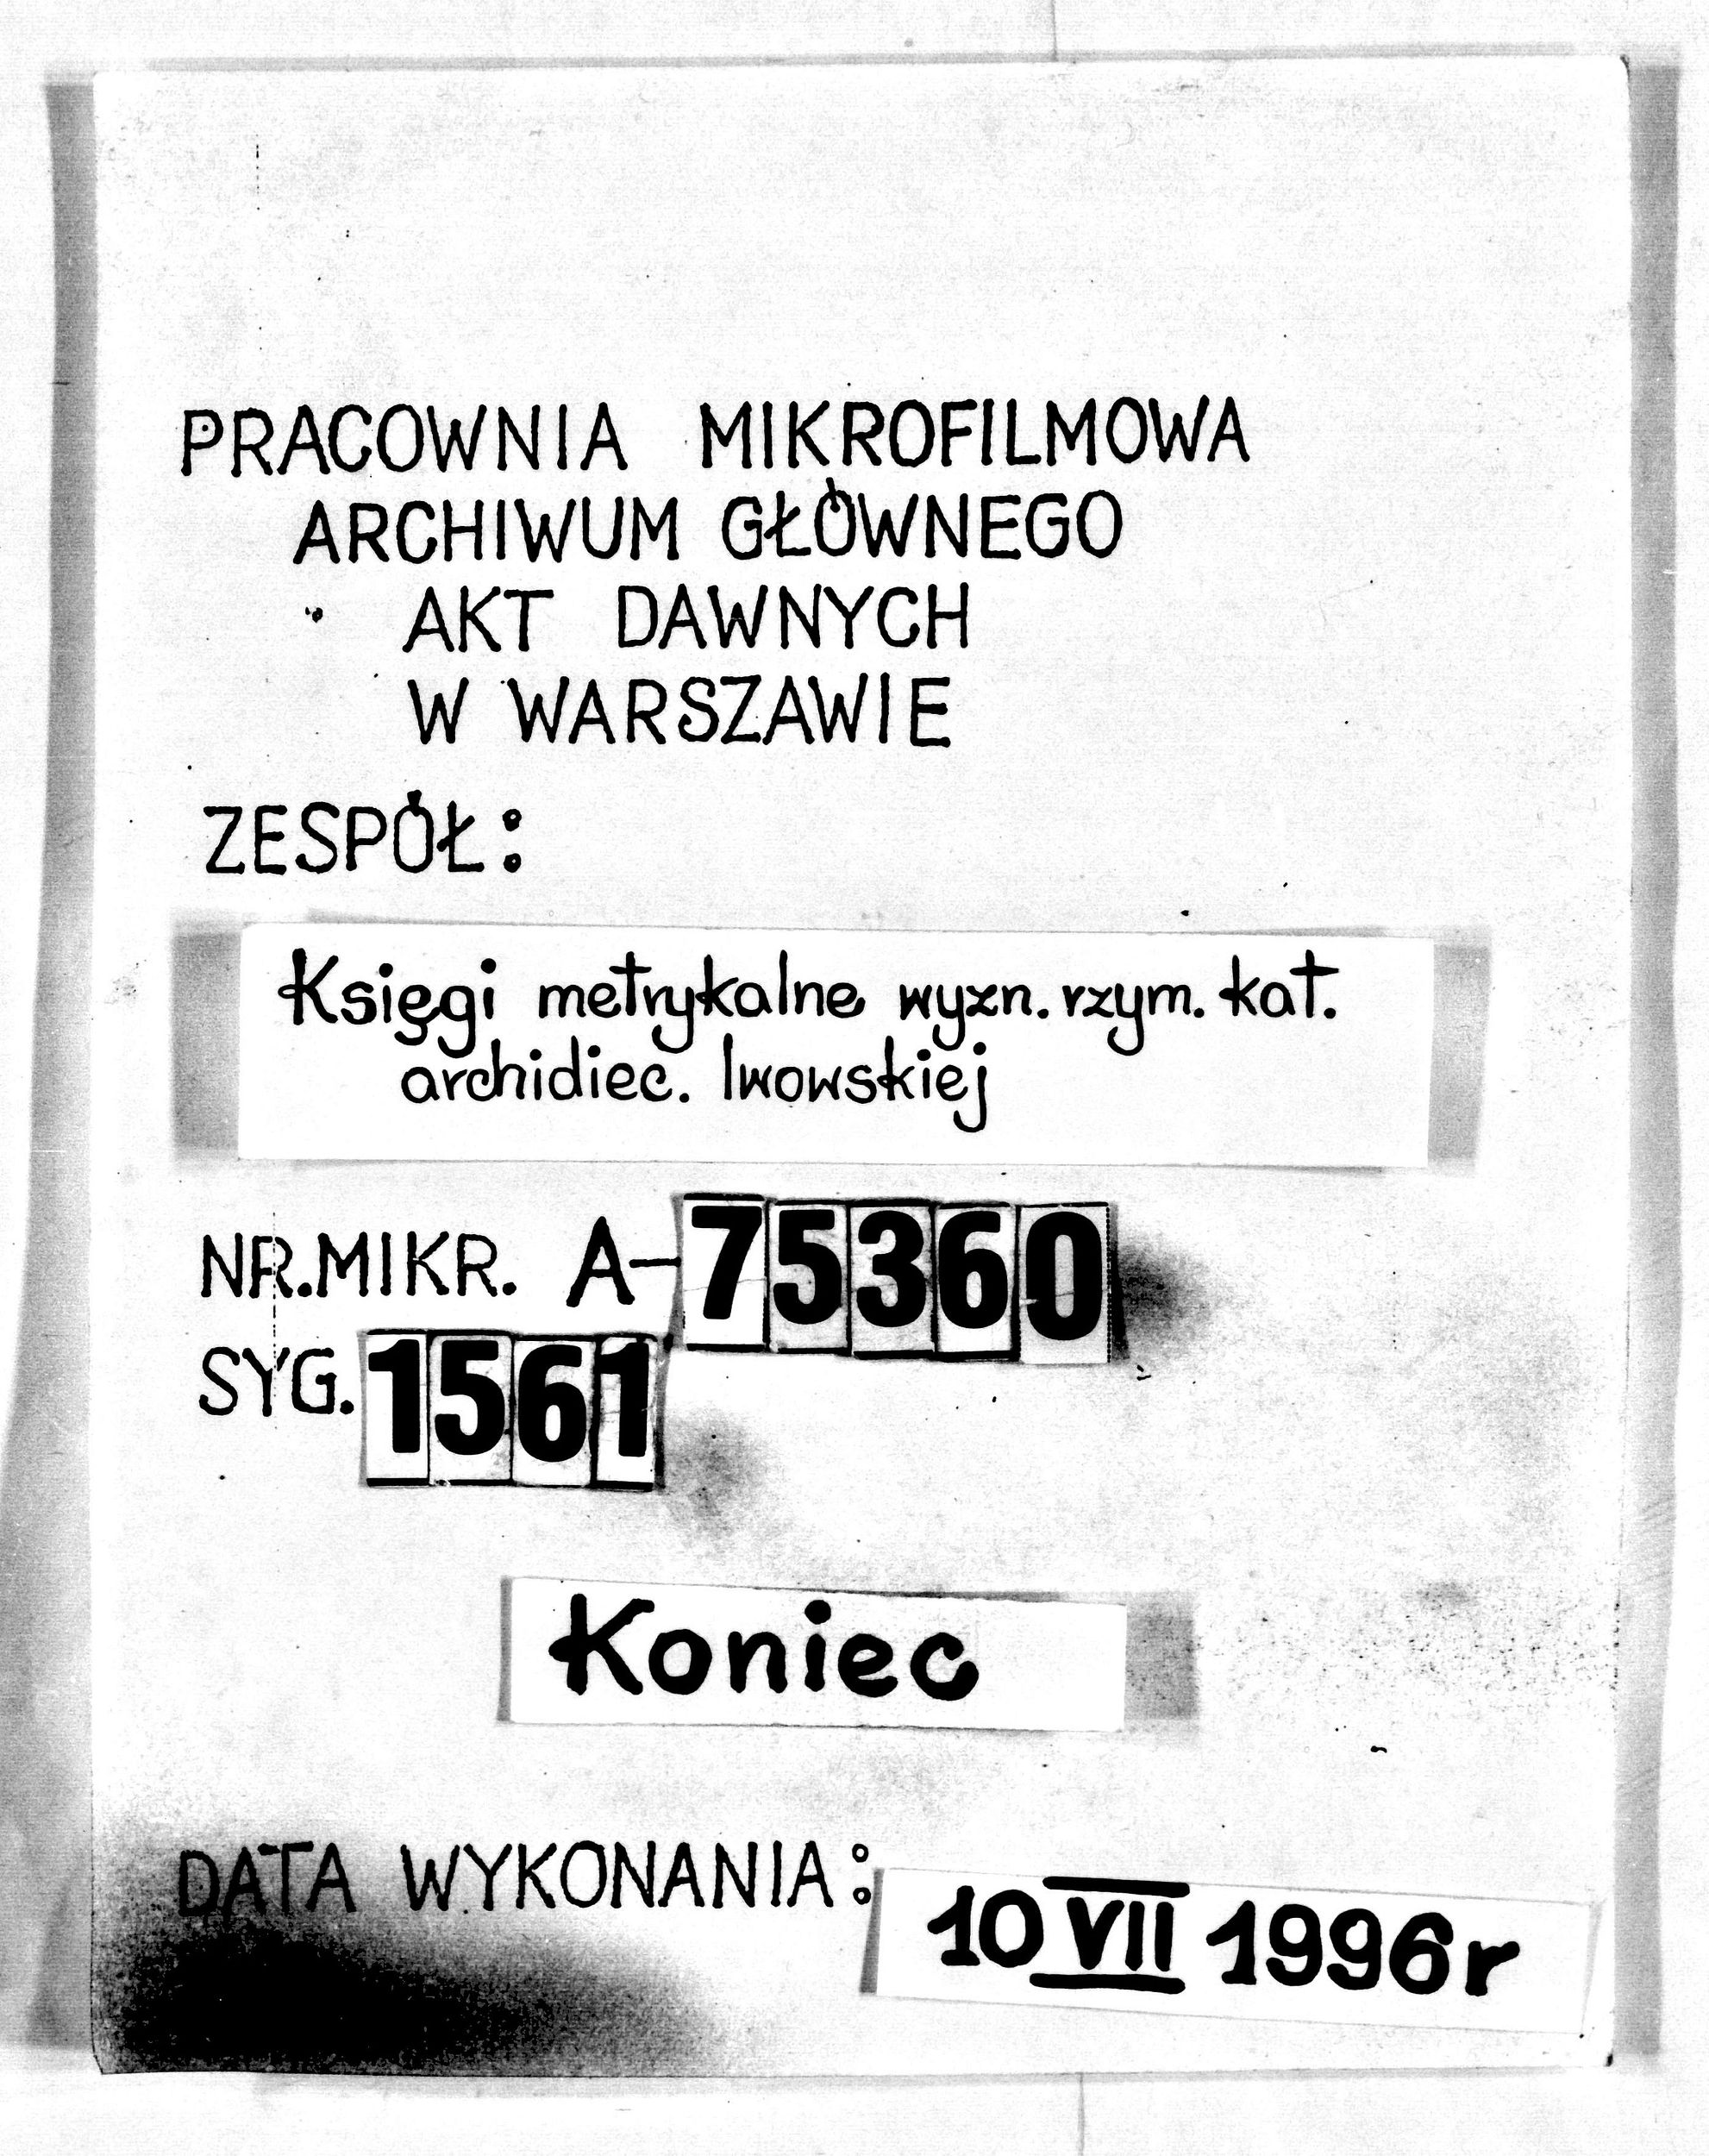 PRACOWNIA MIKROFILMOWA
ARCHIWUM GŁÓWNEGO
AKT DAWNYCH
W WARSZAWIE
ZESPÓŁ:
Księgi metrykalne wyzn. rzym. kat.
archidiec. lwowskiej
NR.MIKR. A-75360
SYG. 1561
Koniec
DATA WYKONANIA: 10 VII 1996r